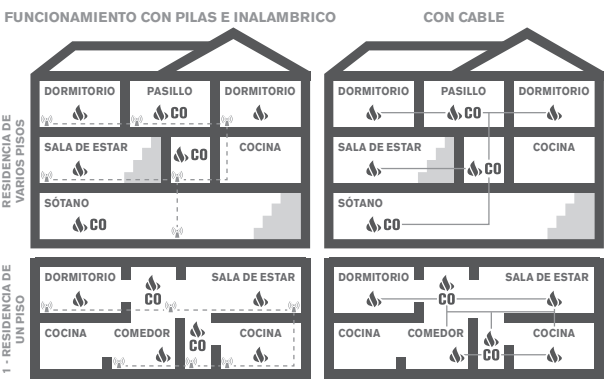 FUNCIONAMIENTO CON PILAS E INALAMBRICO
CON CABLE
RESIDENCIA DE
VARIOS PISOS
DORMITORIO PASILLO DORMITORIO
CO
SALA DE ESTAR CO COCINA
SÓTANO
CO
DORMITORIO PASILLO DORMITORIO
CO
SALA DE ESTAR CO COCINA
SÓTANO
CO
1 - RESIDENCIA DE
UN PISO
DORMITORIO CO SALA DE ESTAR
COCINA COMEDOR CO COCINA
DORMITORIO CO SALA DE ESTAR
COCINA COMEDOR CO COCINA